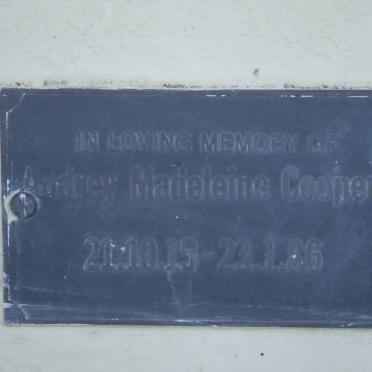 IN LOVING MEMORY OF
Audrey Madeleine Cooper
21.10.15 - 23.1.86